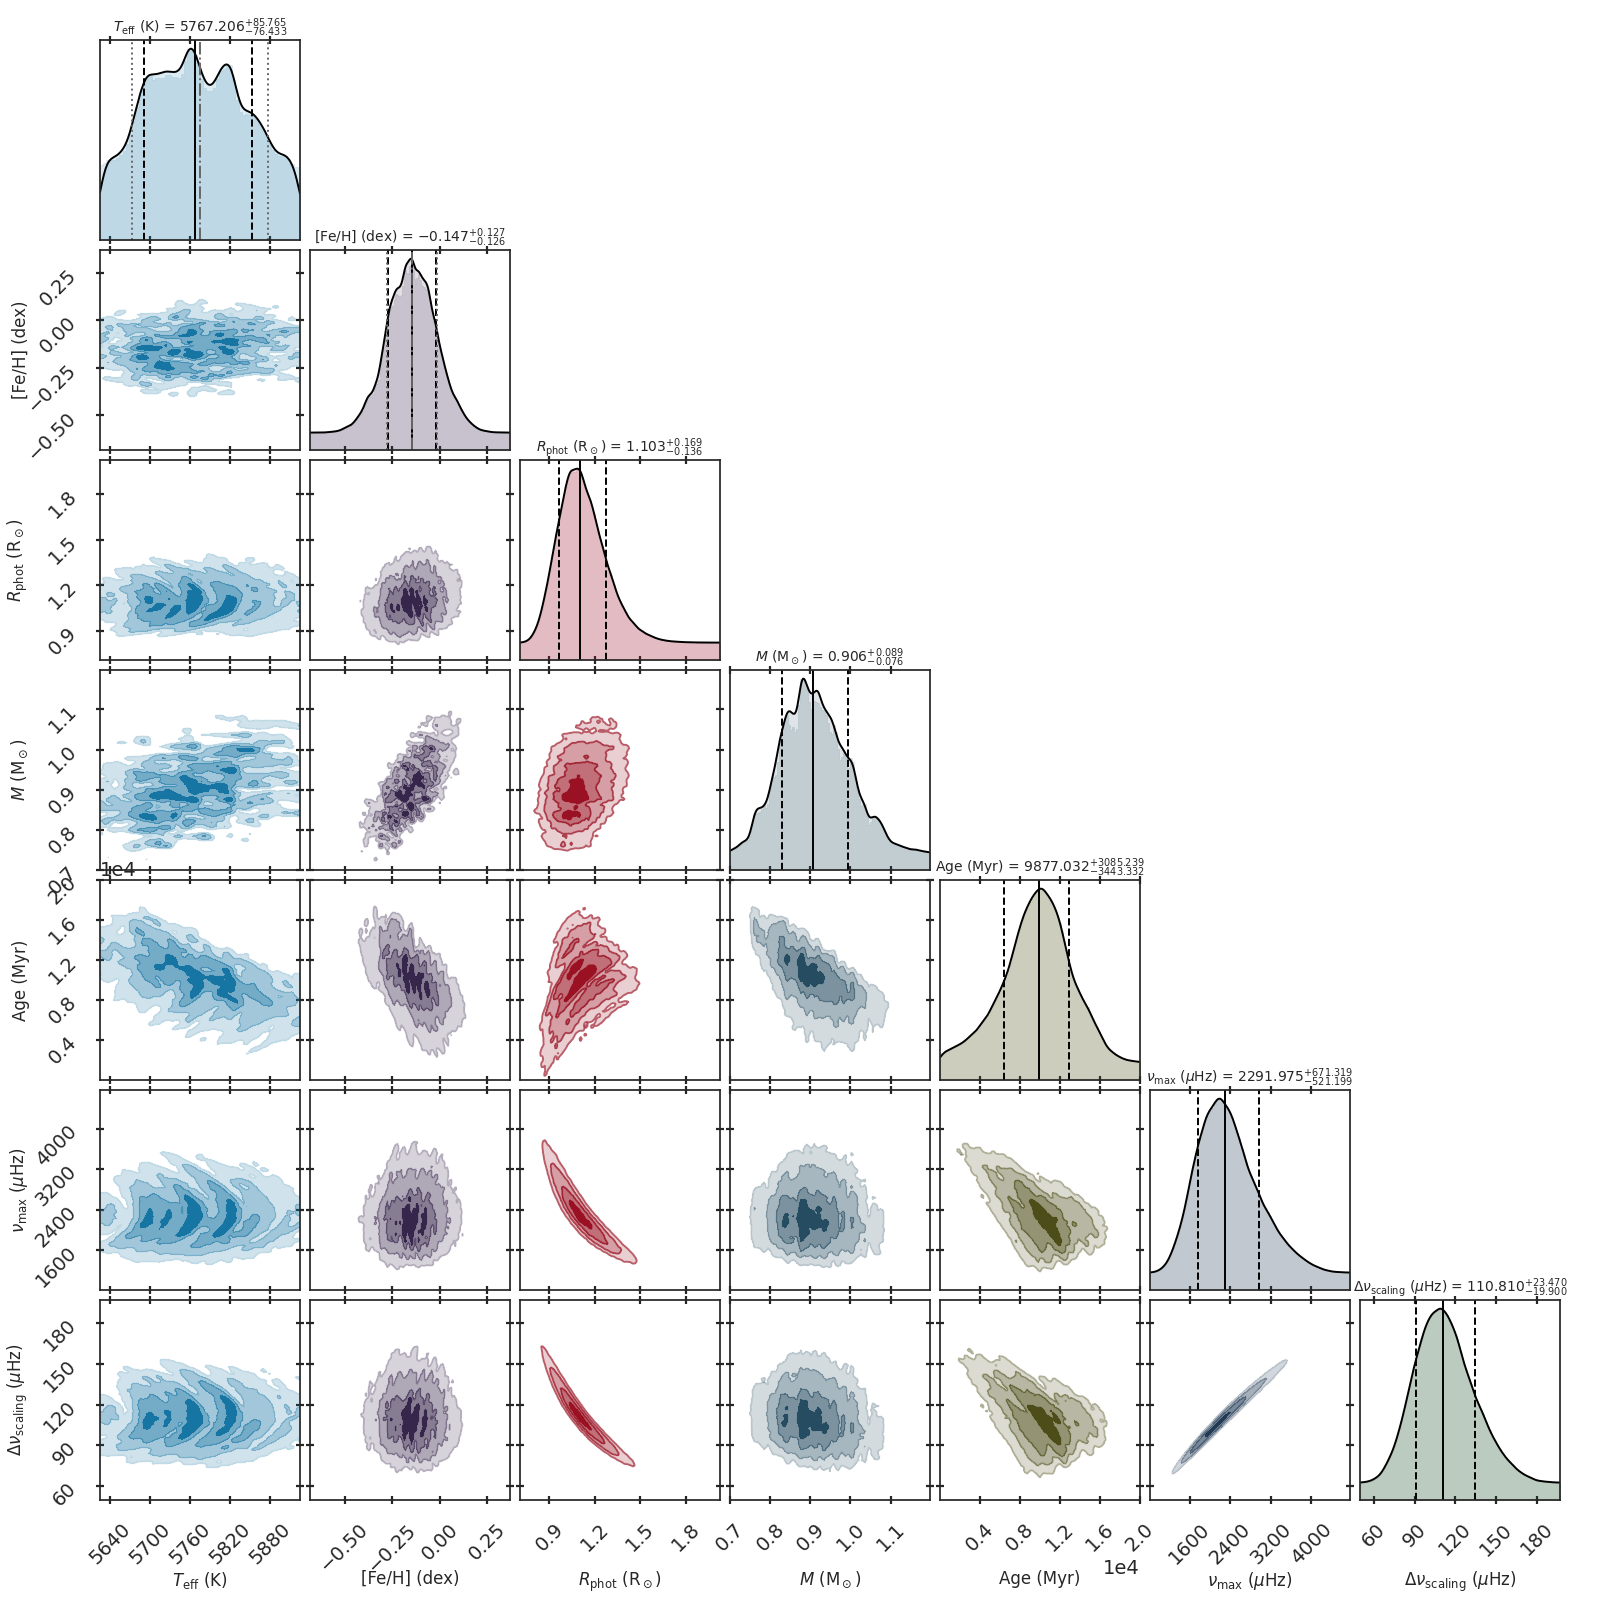 T_eff (K) = 5767.206 +85.765 −76.433
[Fe/H] (dex) = −0.147 +0.127 −0.126
0.25
0.00
−0.25
−0.50
[Fe/H] (dex)
R_phot (R⊙) = 1.103 +0.169 −0.136
1.8
1.5
1.2
0.9
R_phot (R⊙)
M (M⊙) = 0.906 +0.089 −0.076
1.1
1.0
0.9
0.8
0.7
M (M⊙)
1e4
Age (Myr) = 9877.032 +3085.239 −3443.332
2.0
1.6
1.2
0.8
0.4
Age (Myr)
ν_max (μHz) = 2291.975 +671.319 −521.199
4000
3200
2400
1600
ν_max (μHz)
Δν_scaling (μHz) = 110.810 +23.470 −19.900
180
150
120
90
60
Δν_scaling (μHz)
5640 5700 5760 5820 5880
−0.50 −0.25 0.00 0.25
0.9 1.2 1.5 1.8
0.7 0.8 0.9 1.0 1.1
0.4 0.8 1.2 1.6 2.0
1e4
1600 2400 3200 4000
60 90 120 150 180
T_eff (K)
[Fe/H] (dex)
R_phot (R⊙)
M (M⊙)
Age (Myr)
ν_max (μHz)
Δν_scaling (μHz)